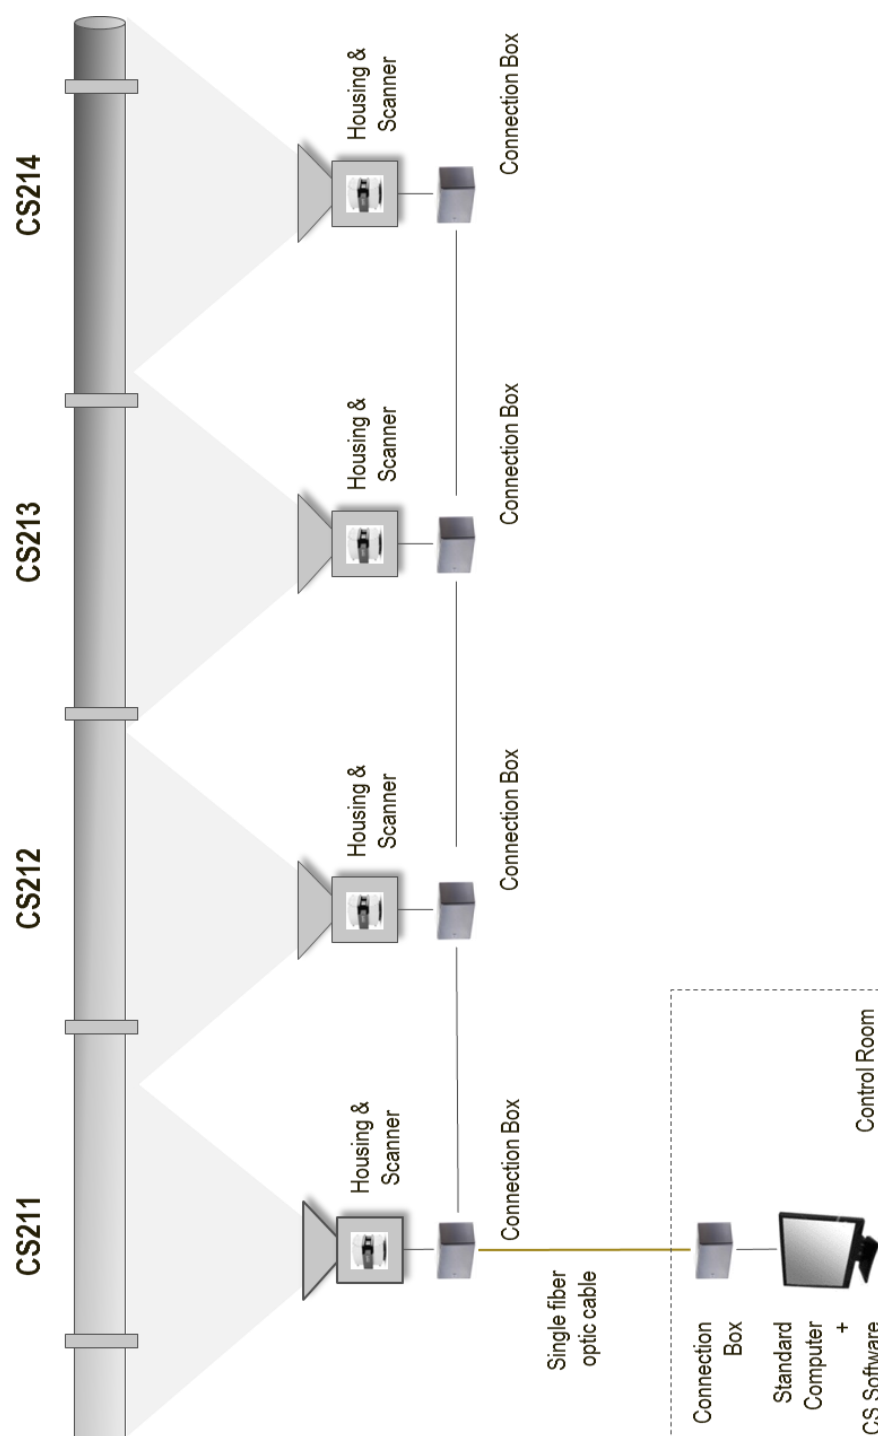 CS211
CS212
CS213
CS214
Housing &
Scanner
Housing &
Scanner
Housing &
Scanner
Housing &
Scanner
Connection Box
Connection Box
Connection Box
Connection Box
Single fiber
optic cable
Connection
Box
Standard
Computer
+
CS Software
Control Room